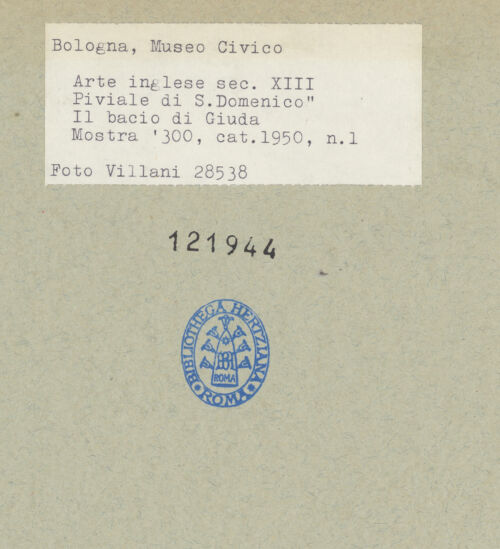 Bologna, Museo Civico
Arte inglese sec. XIII
Piviale di S.Domenico"
Il bacio di Giuda
Mostra '300, cat.1950, n.1
Foto Villani 28538
121944
BIBLIOTHECA HERTZIANA
BH
ROMA
ROMA